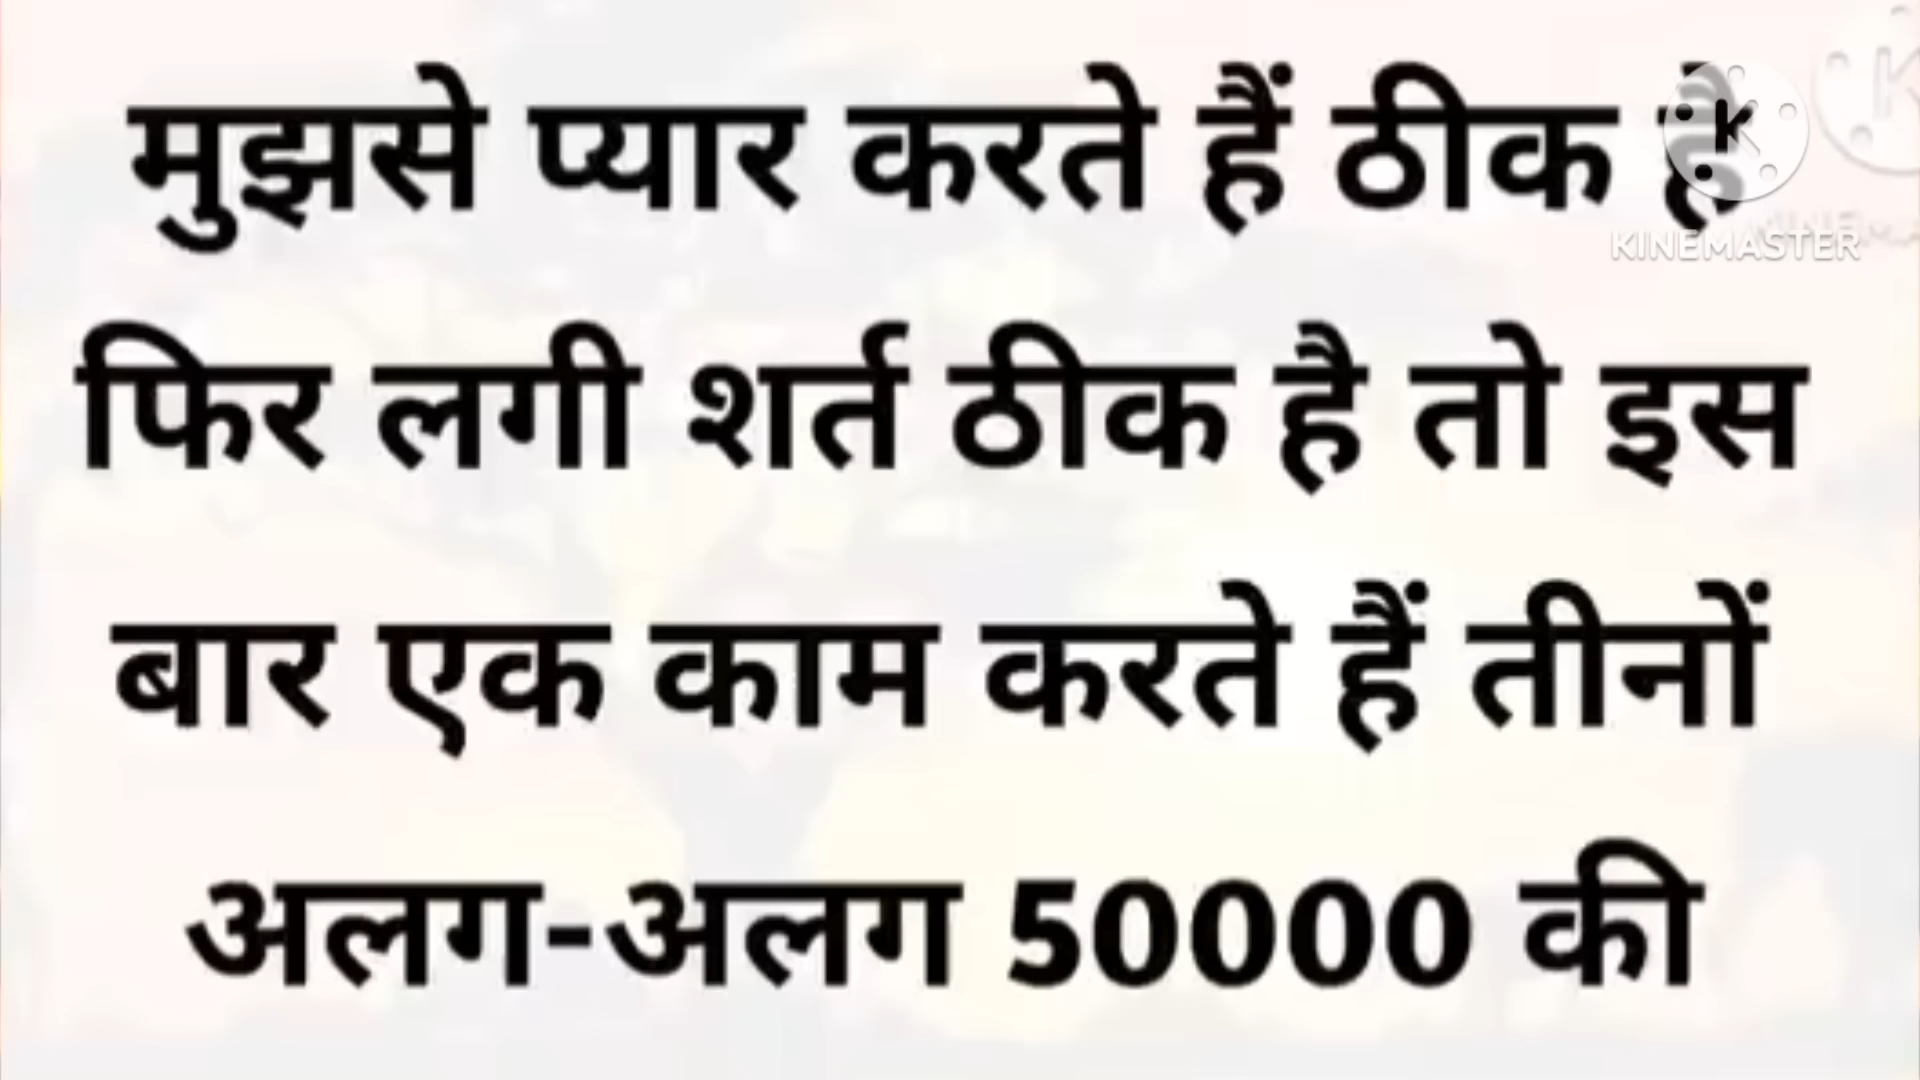 मुझसे प्यार करते हैं ठीक है
फिर लगी शर्त ठीक है तो इस
बार एक काम करते हैं तीनों
अलग-अलग 50000 की
KINEMASTER